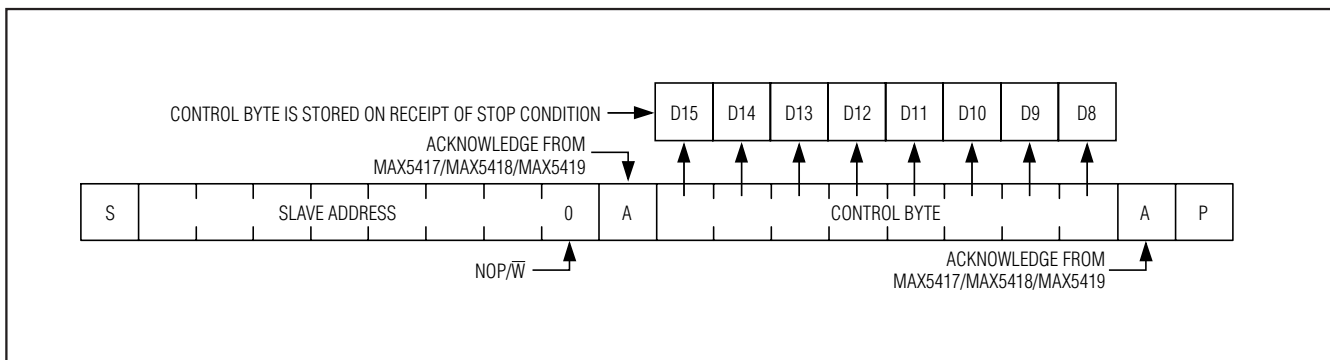 CONTROL BYTE IS STORED ON RECEIPT OF STOP CONDITION D15 D14 D13 D12 D11 D10 D9 D8
ACKNOWLEDGE FROM
MAX5417/MAX5418/MAX5419
S SLAVE ADDRESS 0 A CONTROL BYTE A P
NOP/W̅
ACKNOWLEDGE FROM
MAX5417/MAX5418/MAX5419